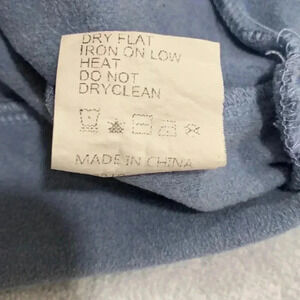 DRY FLAT
IRON ON LOW
HEAT
DO NOT
DRYCLEAN
MADE IN CHINA